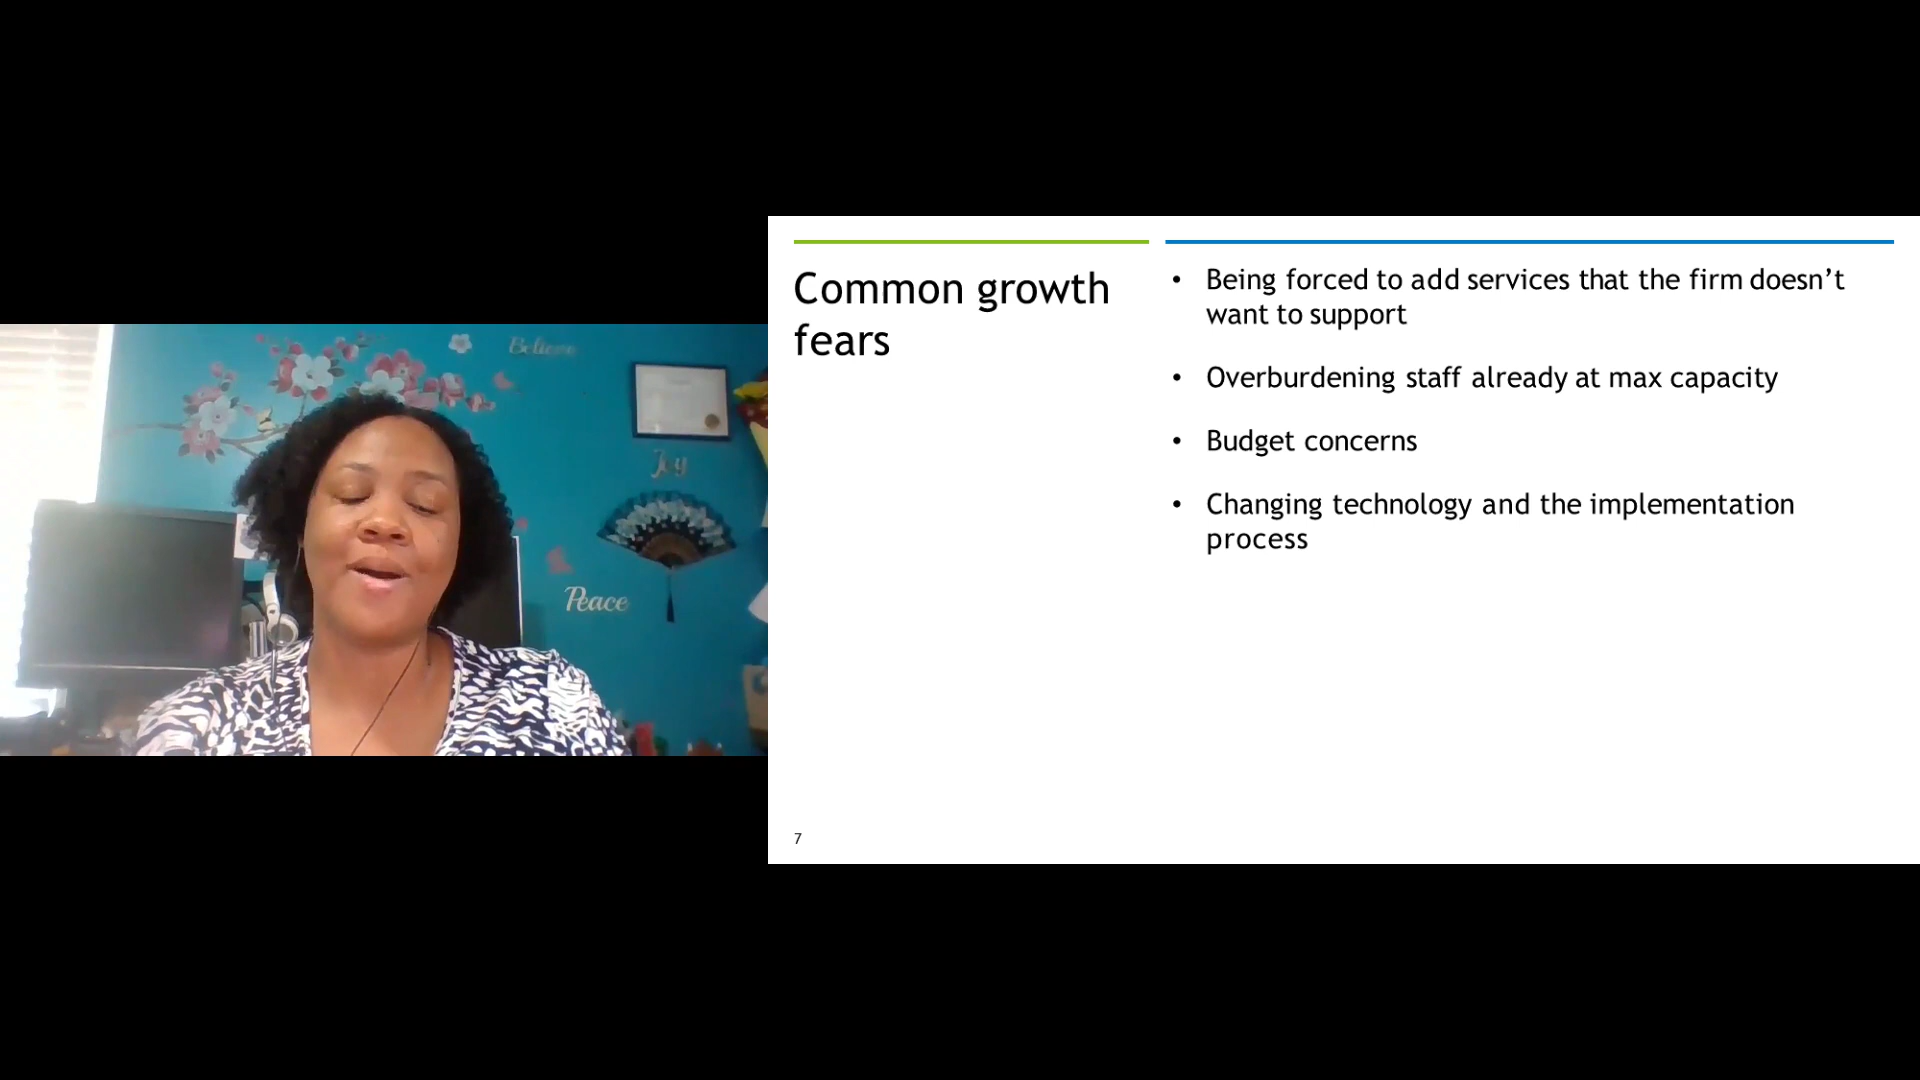 Believe
Joy
Peace
Common growth
fears
• Being forced to add services that the firm doesn’t
want to support
• Overburdening staff already at max capacity
• Budget concerns
• Changing technology and the implementation
process
7